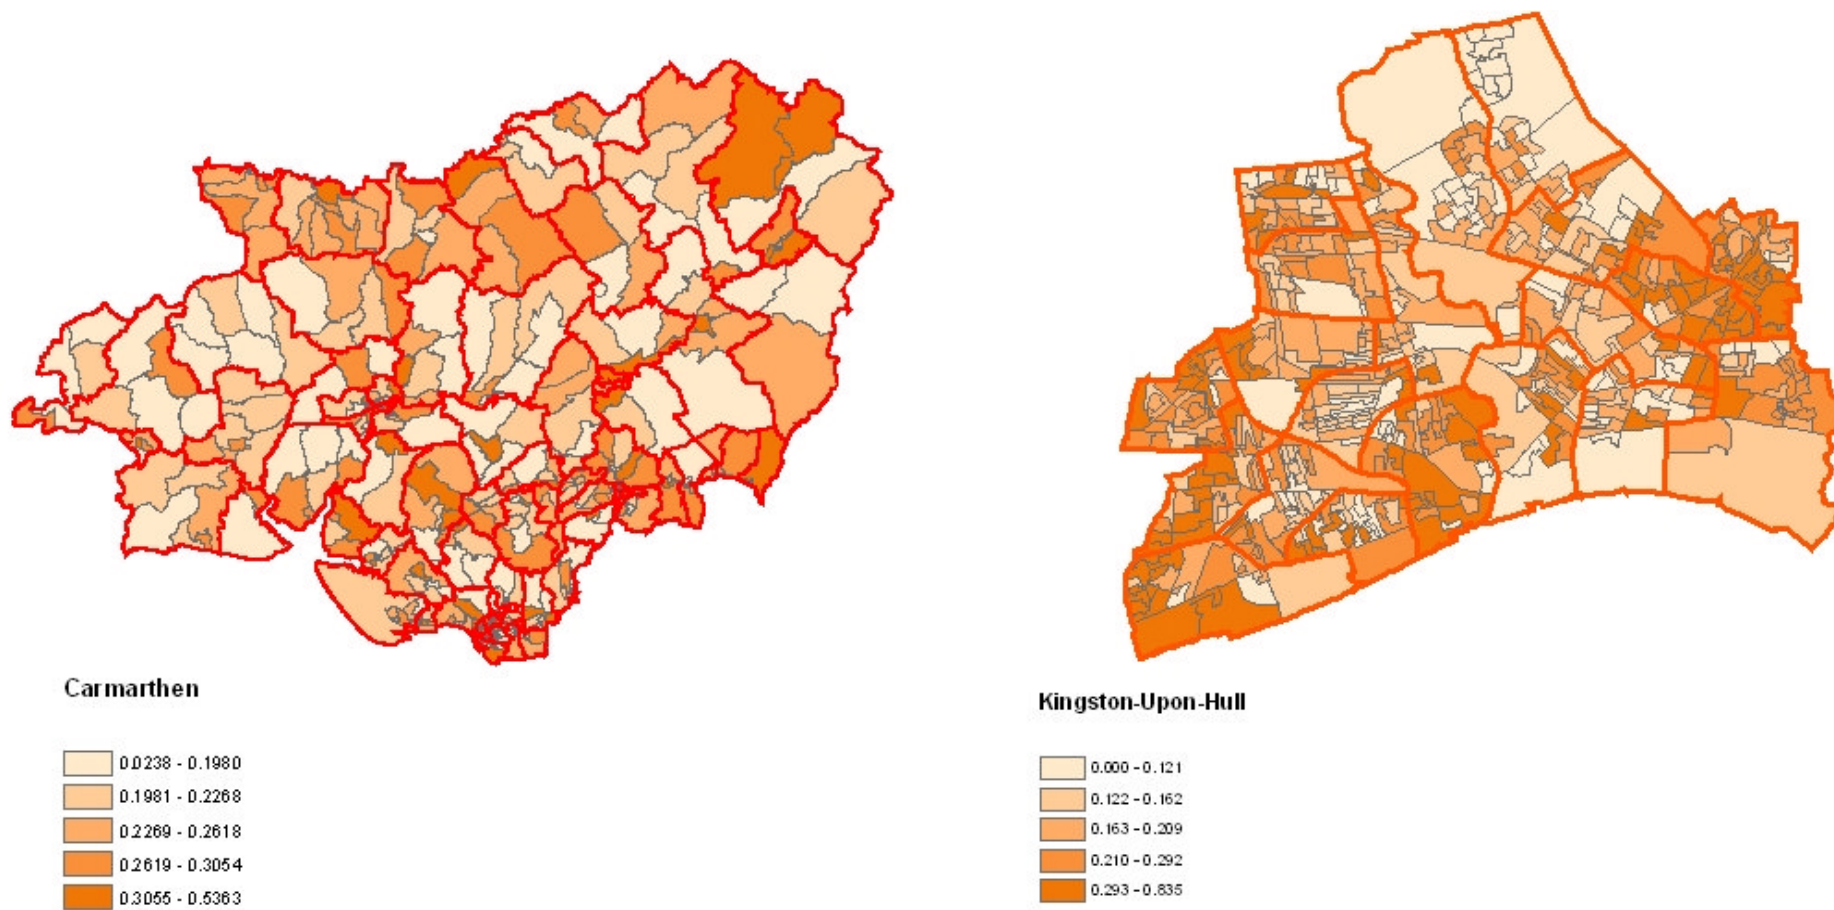 Carmarthen
0.0238 - 0.1980
0.1981 - 0.2268
0.2269 - 0.2618
0.2619 - 0.3054
0.3055 - 0.5363
Kingston-Upon-Hull
0.000 - 0.121
0.122 - 0.162
0.163 - 0.209
0.210 - 0.292
0.293 - 0.835